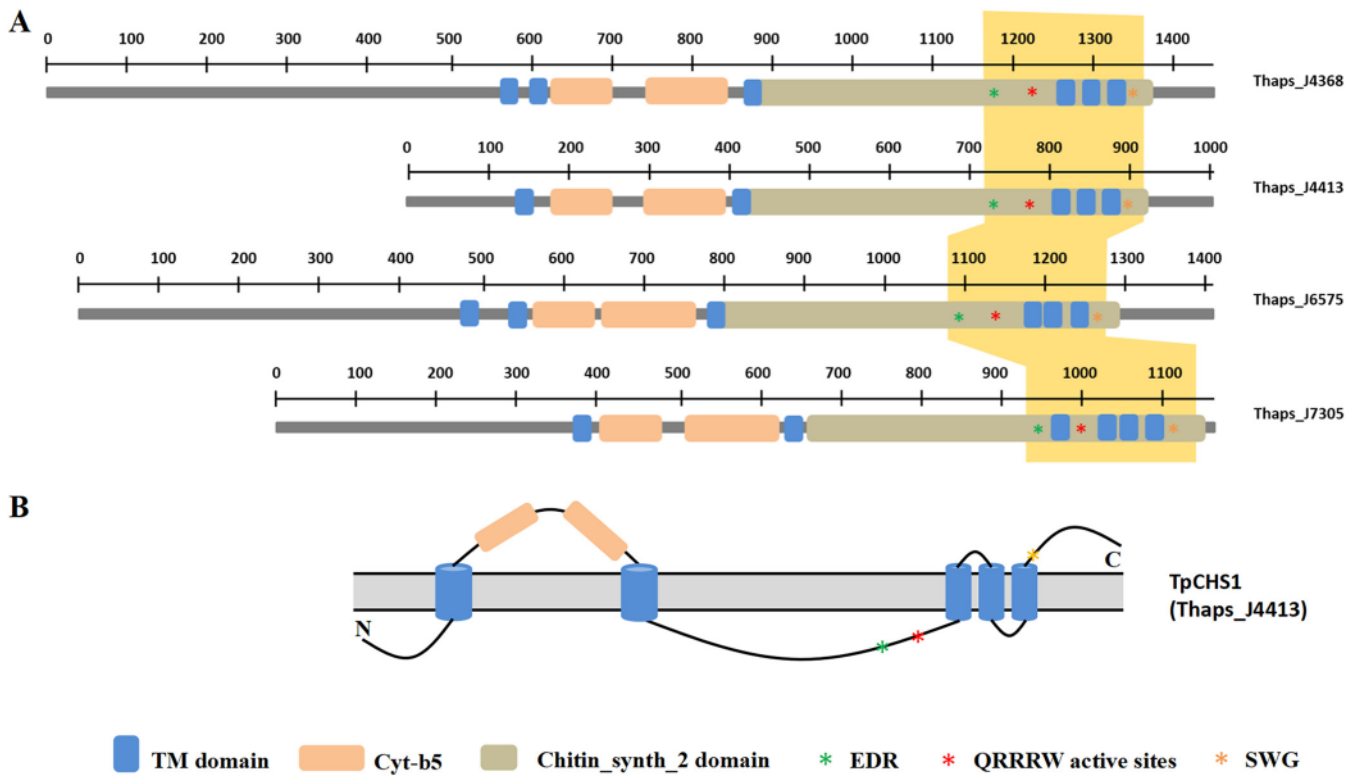 A
0 100 200 300 400 500 600 700 800 900 1000 1100 1200 1300 1400
Thaps_J4368
0 100 200 300 400 500 600 700 800 900 1000
Thaps_J4413
0 100 200 300 400 500 600 700 800 900 1000 1100 1200 1300 1400
Thaps_J6575
0 100 200 300 400 500 600 700 800 900 1000 1100
Thaps_J7305
B
N
C
TpCHS1
(Thaps_J4413)
TM domain Cyt-b5 Chitin_synth_2 domain * EDR * QRRRW active sites * SWG